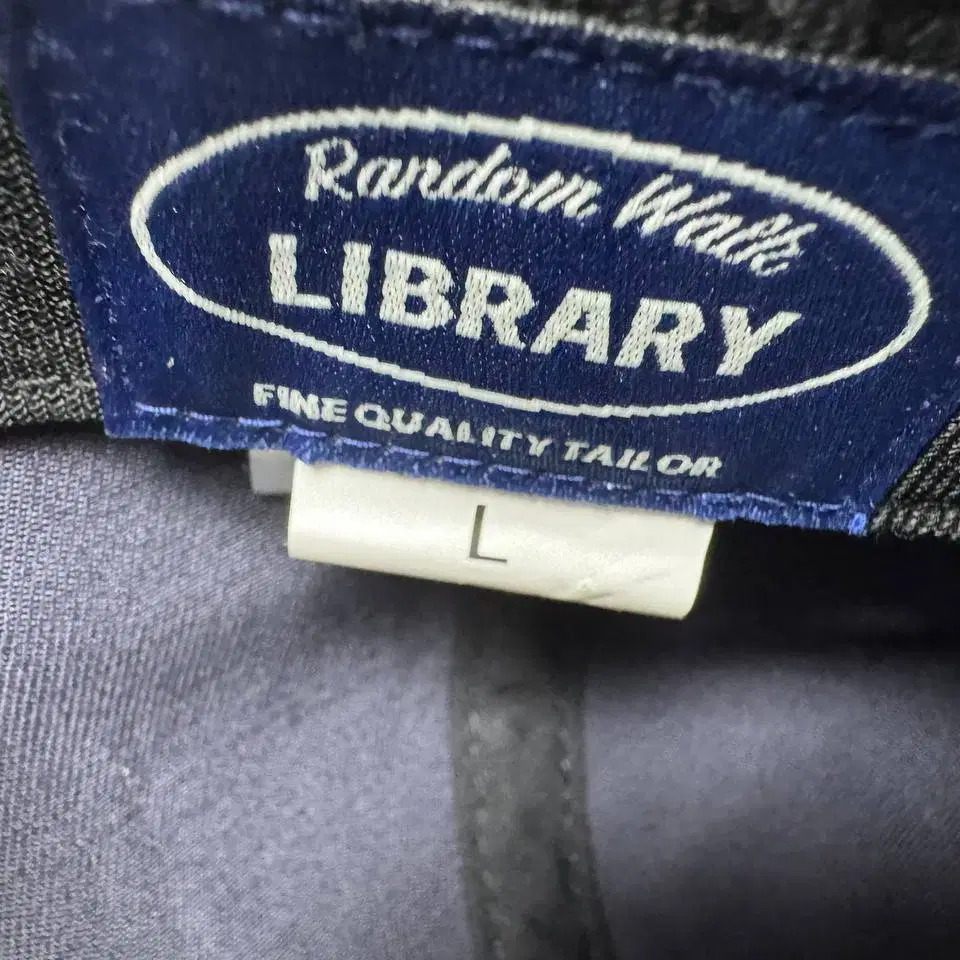 Random Walk
LIBRARY
FINE QUALITY TAILOR
L